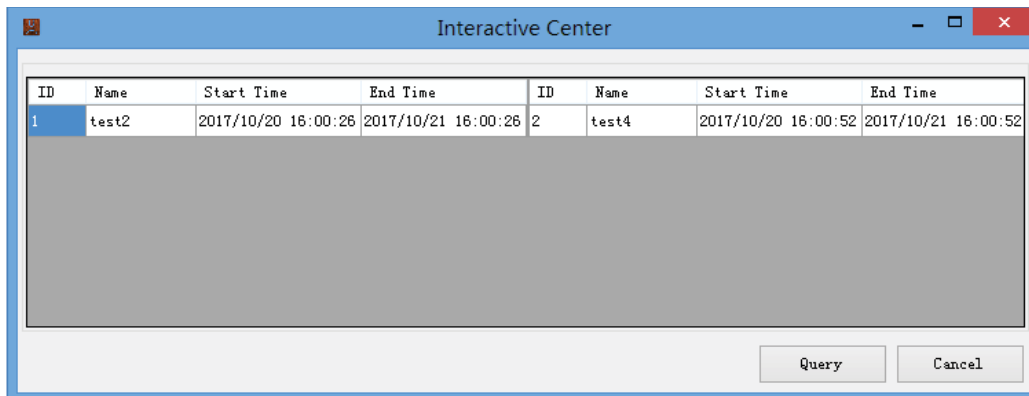 Interactive Center
ID Name Start Time End Time ID Name Start Time End Time
1 test2 2017/10/20 16:00:26 2017/10/21 16:00:26 2 test4 2017/10/20 16:00:52 2017/10/21 16:00:52
Query Cancel